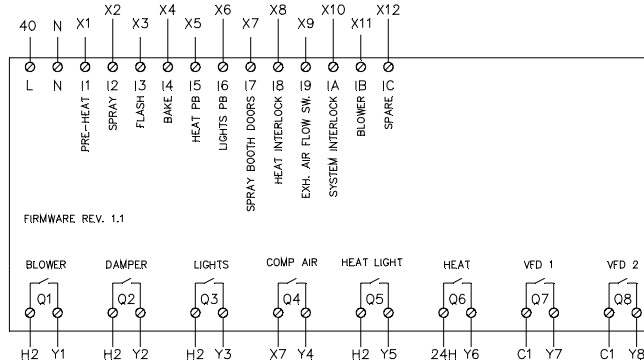 40 N X1 X2 X3 X4 X5 X6 X8 X9 X10 X11 X12
L N I1 I2 I3 I4 I5 I6 I7 I8 I9 IA IB IC
PRE-HEAT
SPRAY
FLASH
BAKE
HEAT PB
LIGHTS PB
SPRAY BOOTH DOORS
HEAT INTERLOCK
EXH. AIR FLOW SW.
SYSTEM INTERLOCK
BLOWER
SPARE
FIRMWARE REV. 1.1
BLOWER DAMPER LIGHTS COMP AIR HEAT LIGHT HEAT VFD 1 VFD 2
Q1 Q2 Q3 Q4 Q5 Q6 Q7 Q8
H2 Y1 H2 Y2 H2 Y3 X7 Y4 H2 Y5 24H Y6 C1 Y7 C1